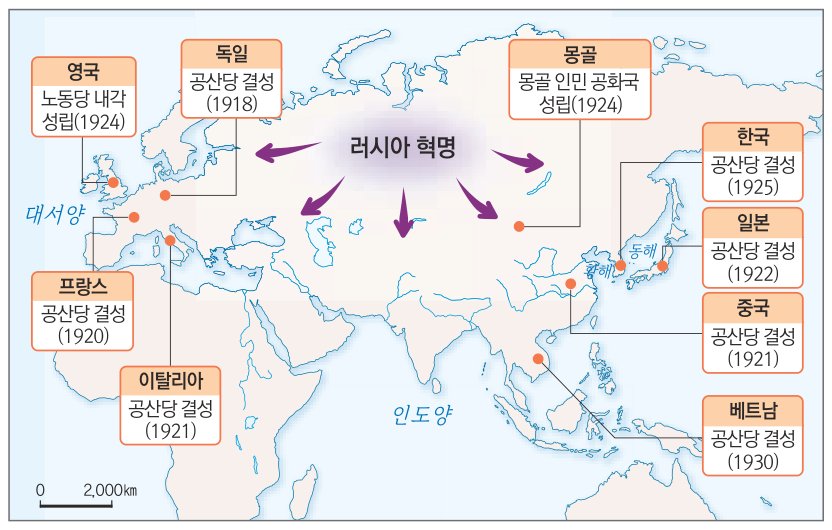 영국
노동당 내각
성립(1924)
독일
공산당 결성
(1918)
몽골
몽골 인민 공화국
성립(1924)
러시아 혁명
한국
공산당 결성
(1925)
일본
공산당 결성
(1922)
중국
공산당 결성
(1921)
베트남
공산당 결성
(1930)
프랑스
공산당 결성
(1920)
이탈리아
공산당 결성
(1921)
대서양
동해
황해
인도양
0 2,000km